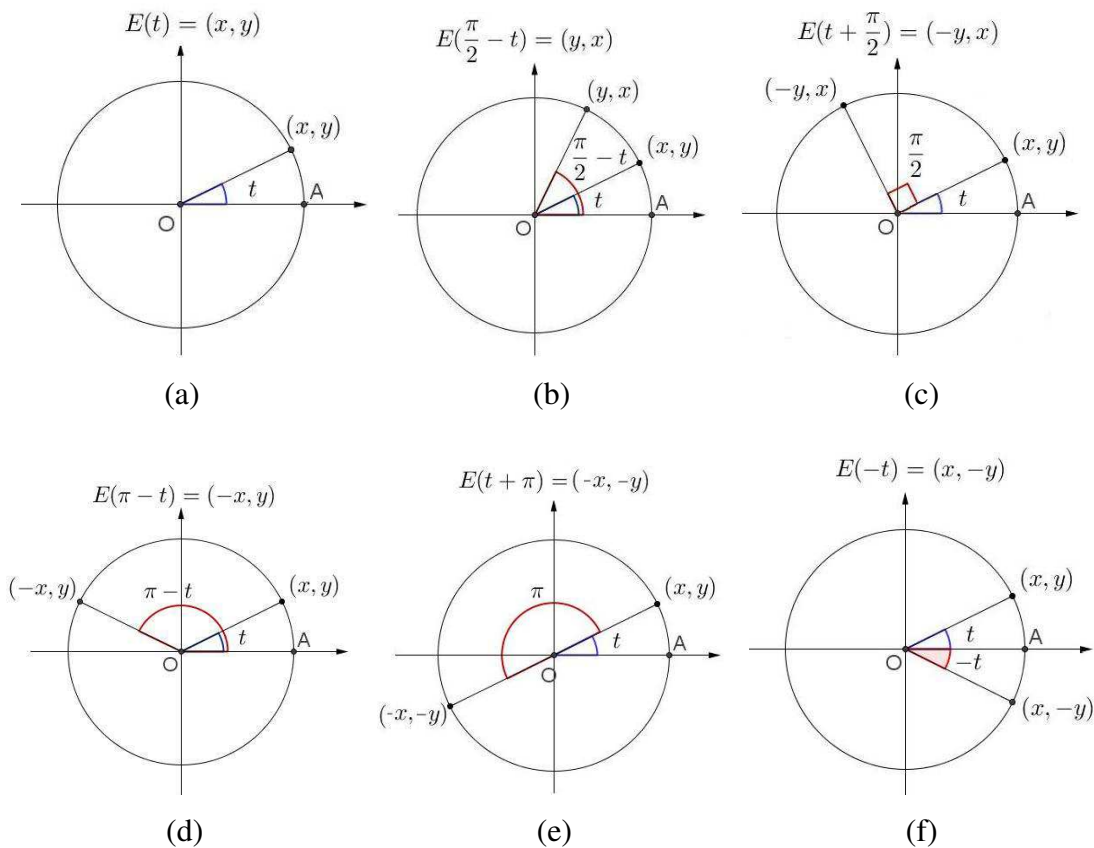 E(t) = (x, y)
(x, y)
t
A
O
(a)
E(π/2 − t) = (y, x)
(y, x)
π/2 − t
(x, y)
t
A
O
(b)
E(t + π/2) = (−y, x)
(−y, x)
π/2
(x, y)
t
A
O
(c)
E(π − t) = (−x, y)
(−x, y)
π − t
(x, y)
t
A
O
(d)
E(t + π) = (-x, -y)
π
(x, y)
t
A
O
(-x, -y)
(e)
E(−t) = (x, −y)
(x, y)
t
A
O
−t
(x, −y)
(f)